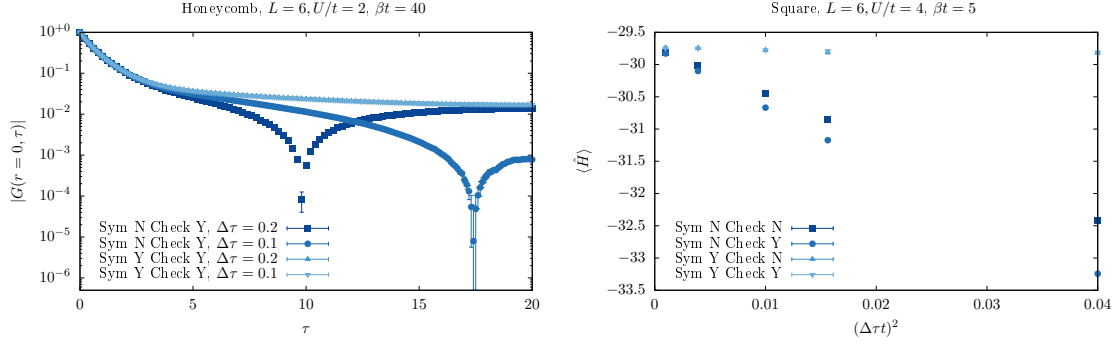 Honeycomb, L = 6, U/t = 2, βt = 40
10⁰
10⁻¹
10⁻²
10⁻³
10⁻⁴
10⁻⁵
10⁻⁶
|G(r = 0, τ)|
Sym N Check Y, Δτ = 0.2
Sym N Check Y, Δτ = 0.1
Sym Y Check Y, Δτ = 0.2
Sym Y Check Y, Δτ = 0.1
0 5 10 15 20
τ
Square, L = 6, U/t = 4, βt = 5
−29.5
−30
−30.5
−31
−31.5
−32
−32.5
−33
−33.5
⟨Ĥ⟩
Sym N Check N
Sym N Check Y
Sym Y Check N
Sym Y Check Y
0 0.01 0.02 0.03 0.04
(Δτt)²